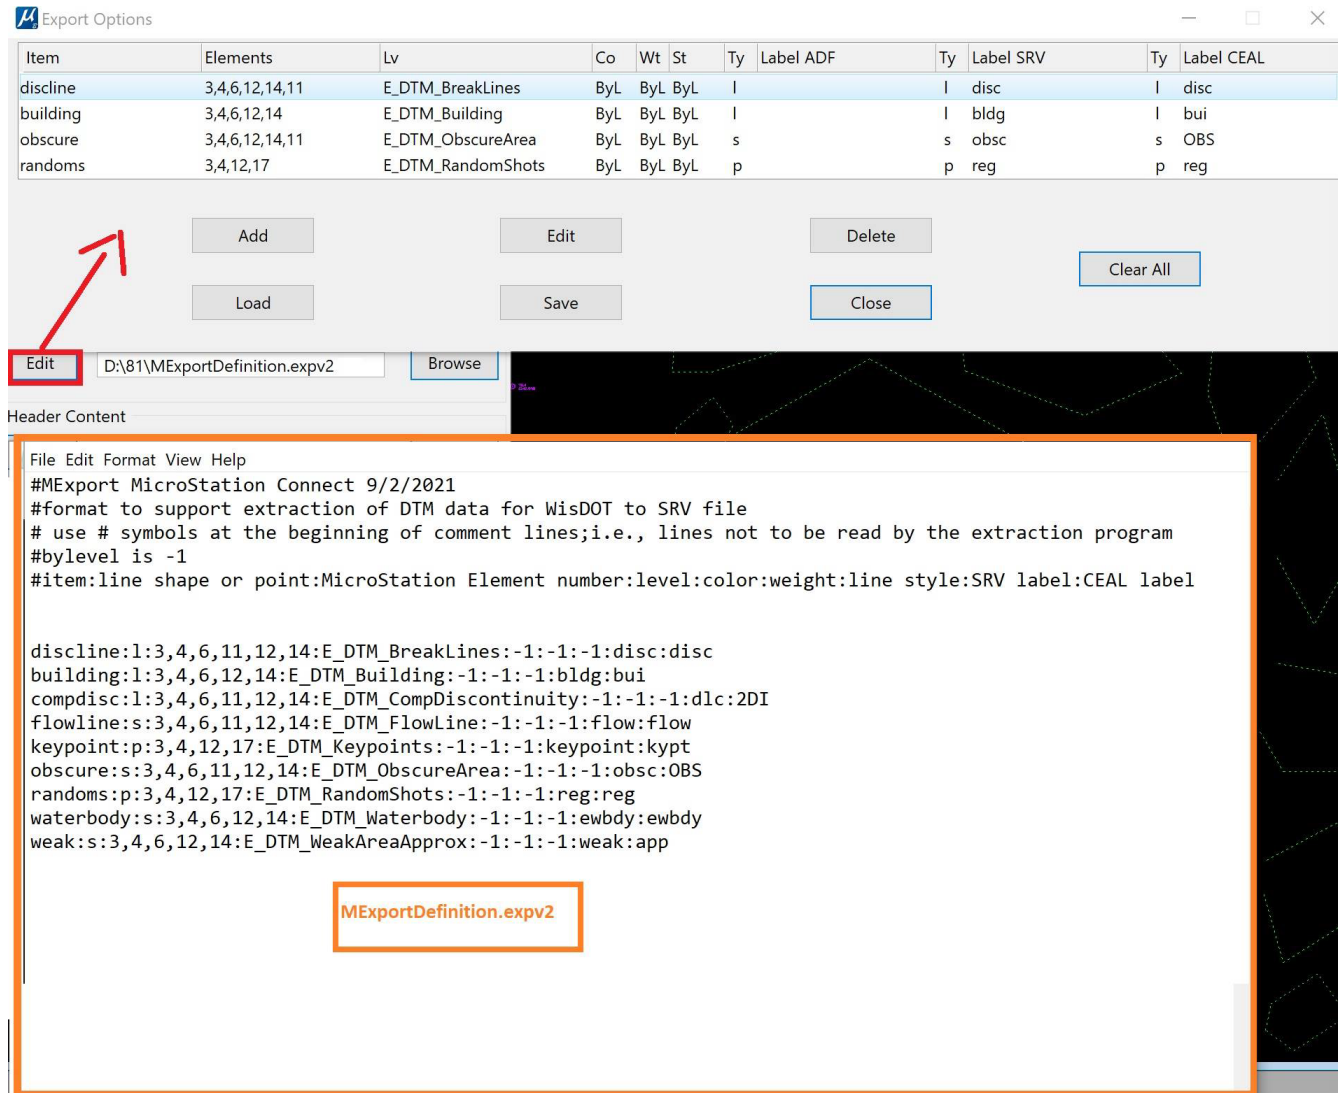 Export Options
Item Elements Lv Co Wt St Ty Label ADF Ty Label SRV Ty Label CEAL
discline 3,4,6,12,14,11 E_DTM_BreakLines ByL ByL ByL l l disc l disc
building 3,4,6,12,14 E_DTM_Building ByL ByL ByL l l bldg l bui
obscure 3,4,6,12,14,11 E_DTM_ObscureArea ByL ByL ByL s s obsc s OBS
randoms 3,4,12,17 E_DTM_RandomShots ByL ByL ByL p p reg p reg
Add Edit Delete
Clear All
Load Save Close
Edit D:\81\MExportDefinition.expv2 Browse
Header Content
File Edit Format View Help
#MExport MicroStation Connect 9/2/2021
#format to support extraction of DTM data for WisDOT to SRV file
# use # symbols at the beginning of comment lines;i.e., lines not to be read by the extraction program
#bylevel is -1
#item:line shape or point:MicroStation Element number:level:color:weight:line style:SRV label:CEAL label
discline:l:3,4,6,11,12,14:E_DTM_BreakLines:-1:-1:-1:disc:disc
building:l:3,4,6,12,14:E_DTM_Building:-1:-1:-1:bldg:bui
compdisc:l:3,4,6,11,12,14:E_DTM_CompDiscontinuity:-1:-1:-1:dlc:2DI
flowline:s:3,4,6,11,12,14:E_DTM_FlowLine:-1:-1:-1:flow:flow
keypoint:p:3,4,12,17:E_DTM_Keypoints:-1:-1:-1:keypoint:kypt
obscure:s:3,4,6,11,12,14:E_DTM_ObscureArea:-1:-1:-1:obsc:OBS
randoms:p:3,4,12,17:E_DTM_RandomShots:-1:-1:-1:reg:reg
waterbody:s:3,4,6,12,14:E_DTM_Waterbody:-1:-1:-1:ewbdy:ewbdy
weak:s:3,4,6,12,14:E_DTM_WeakAreaApprox:-1:-1:-1:weak:app
MExportDefinition.expv2